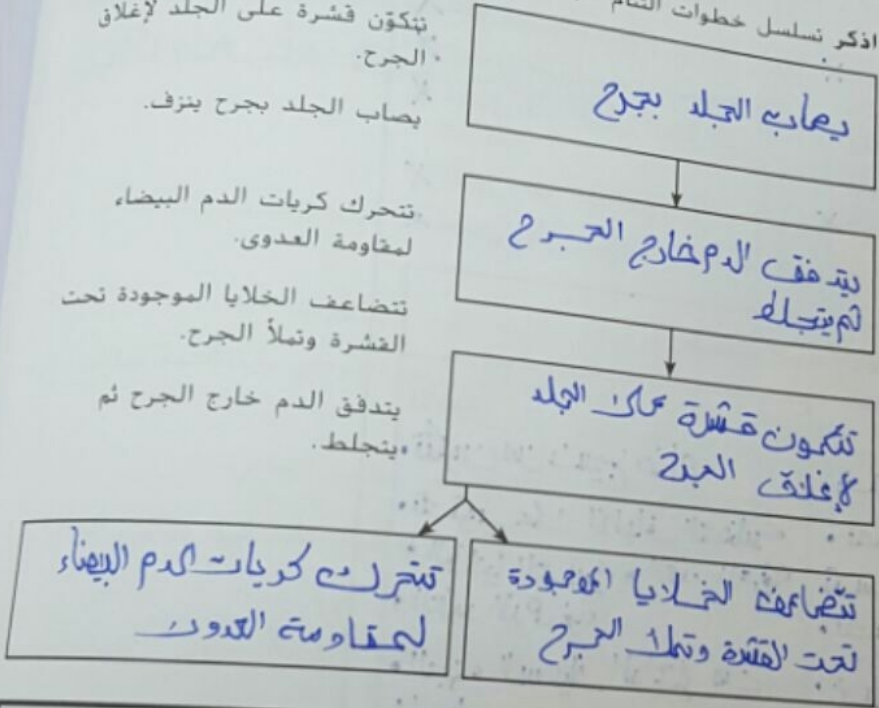 اذكر تسلسل خطوات
يصاب الجلد بجرح
يتدفق الدم خارج الجرح
ثم يتجلط
تتكون قشرة على الجلد
لإغلاق الجرح
تتضاعف الخلايا الموجودة
تحت القشرة وتملأ الجرح
تتحرك كريات الدم البيضاء
لمقاومة العدوى
تتكوّن قشرة على الجلد لإغلاق
الجرح.
يصاب الجلد بجرح ينزف.
تتحرك كريات الدم البيضاء
لمقاومة العدوى.
تتضاعف الخلايا الموجودة تحت
القشرة وتملأ الجرح.
يتدفق الدم خارج الجرح ثم
يتجلط.